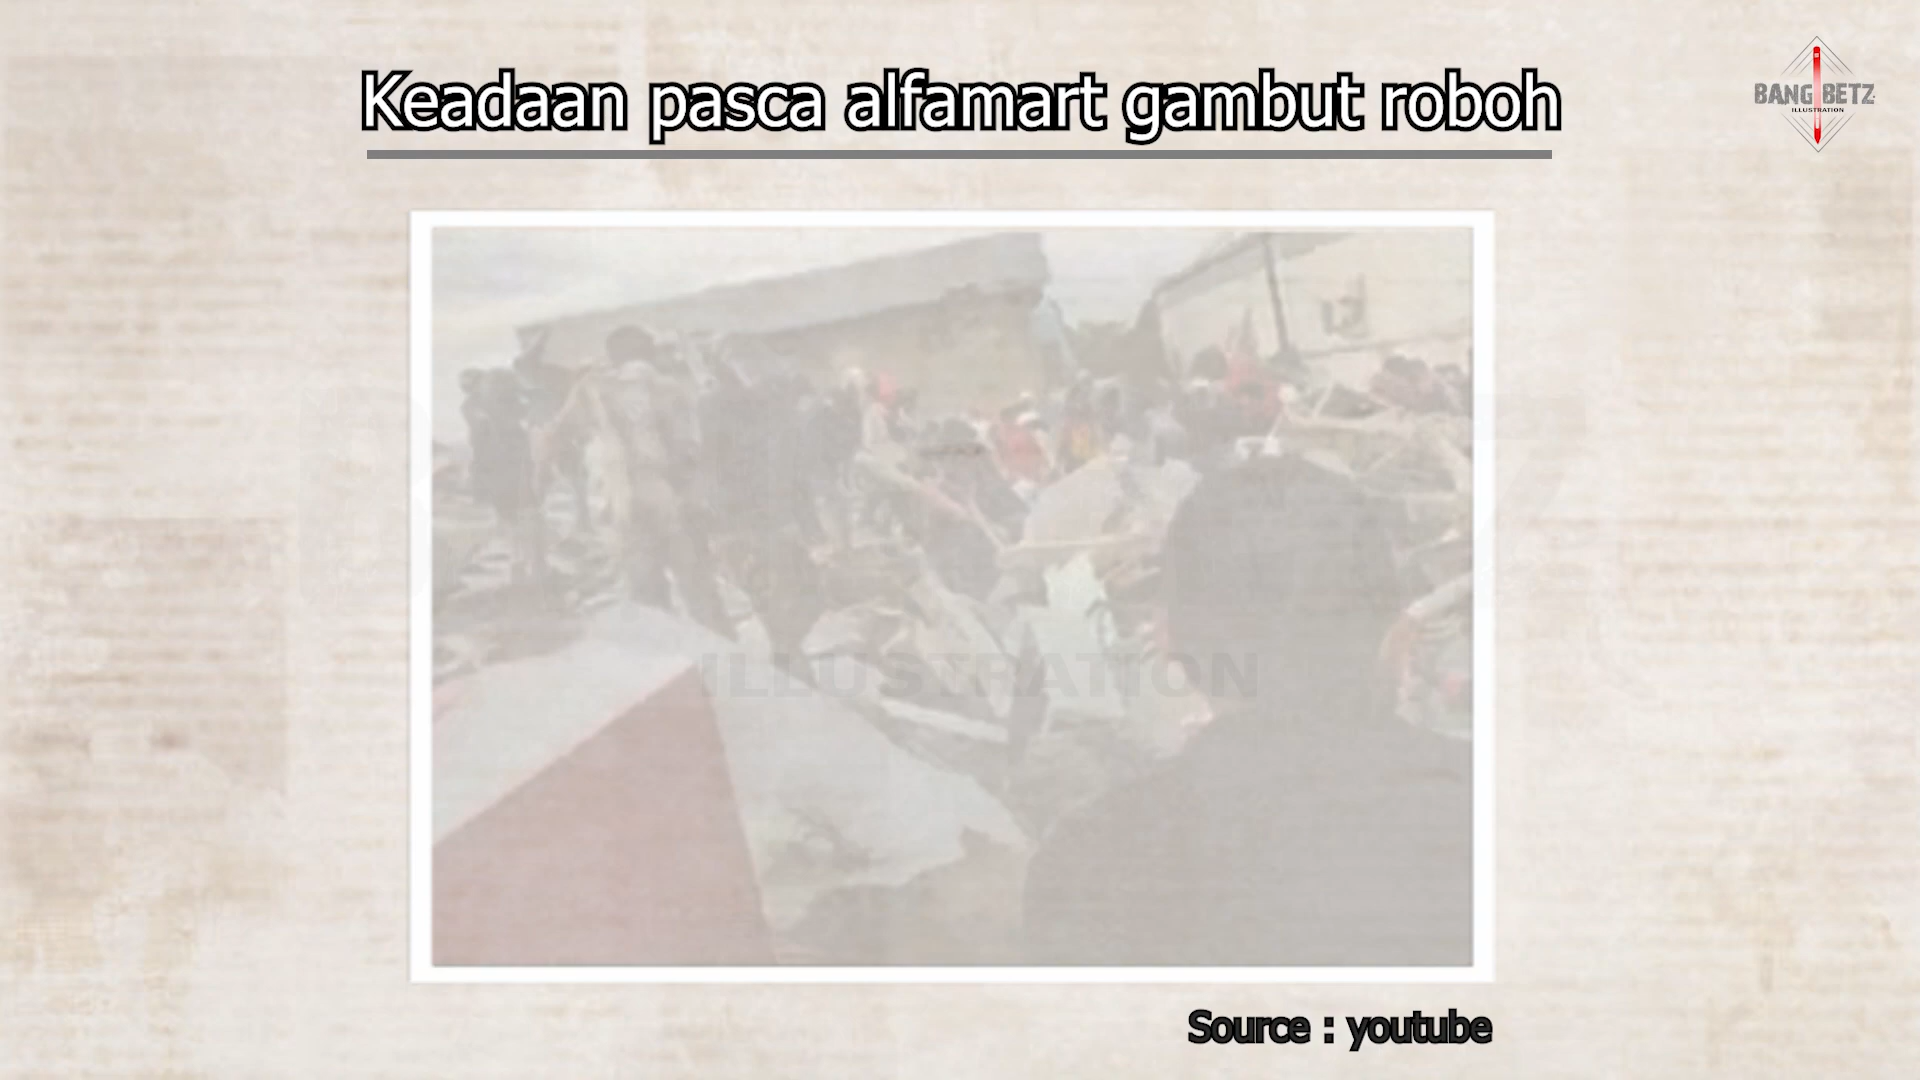 Keadaan pasca alfamart gambut roboh
BANG BETZ
ILLUSTRATION
ILLUSTRATION
Source : youtube